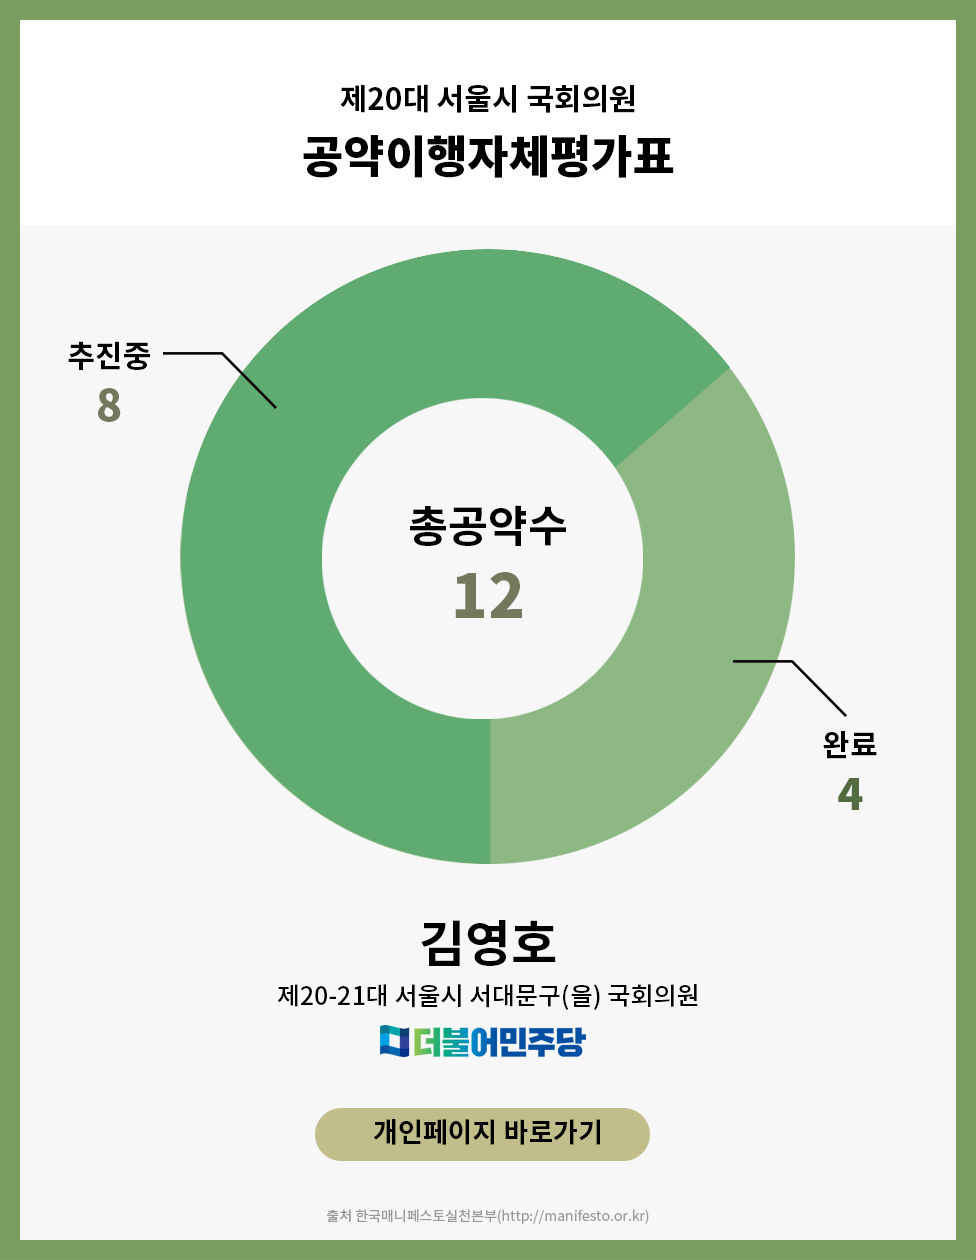 제20대 서울시 국회의원
공약이행자체평가표
추진중
8
총공약수
12
완료
4
김영호
제20-21대 서울시 서대문구(을) 국회의원
더불어민주당
개인페이지 바로가기
출처 한국매니페스토실천본부(http://manifesto.or.kr)